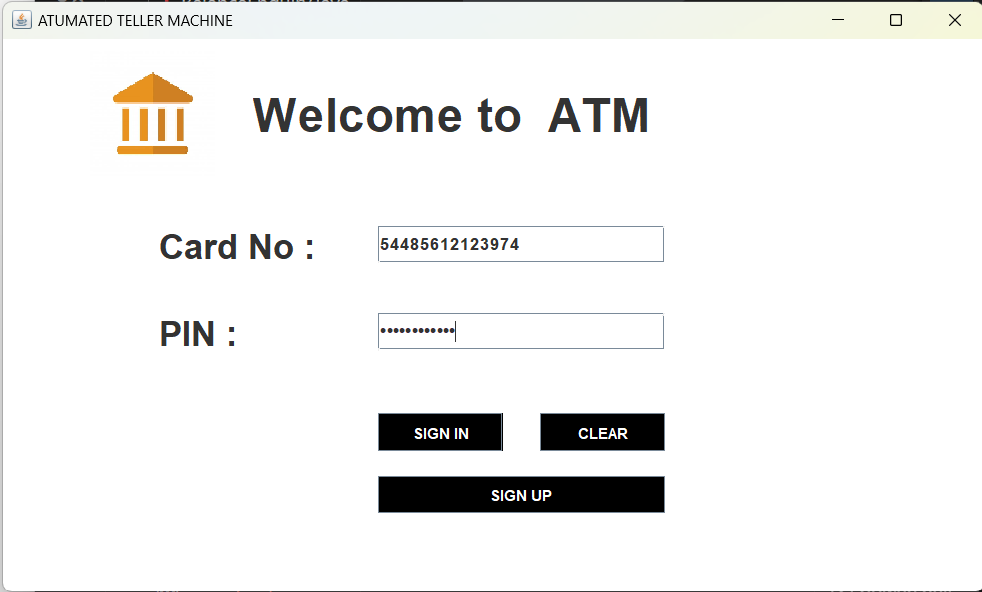 ATUMATED TELLER MACHINE
Welcome to ATM
Card No :
54485612123974
PIN :
••••••••••••
SIGN IN
CLEAR
SIGN UP